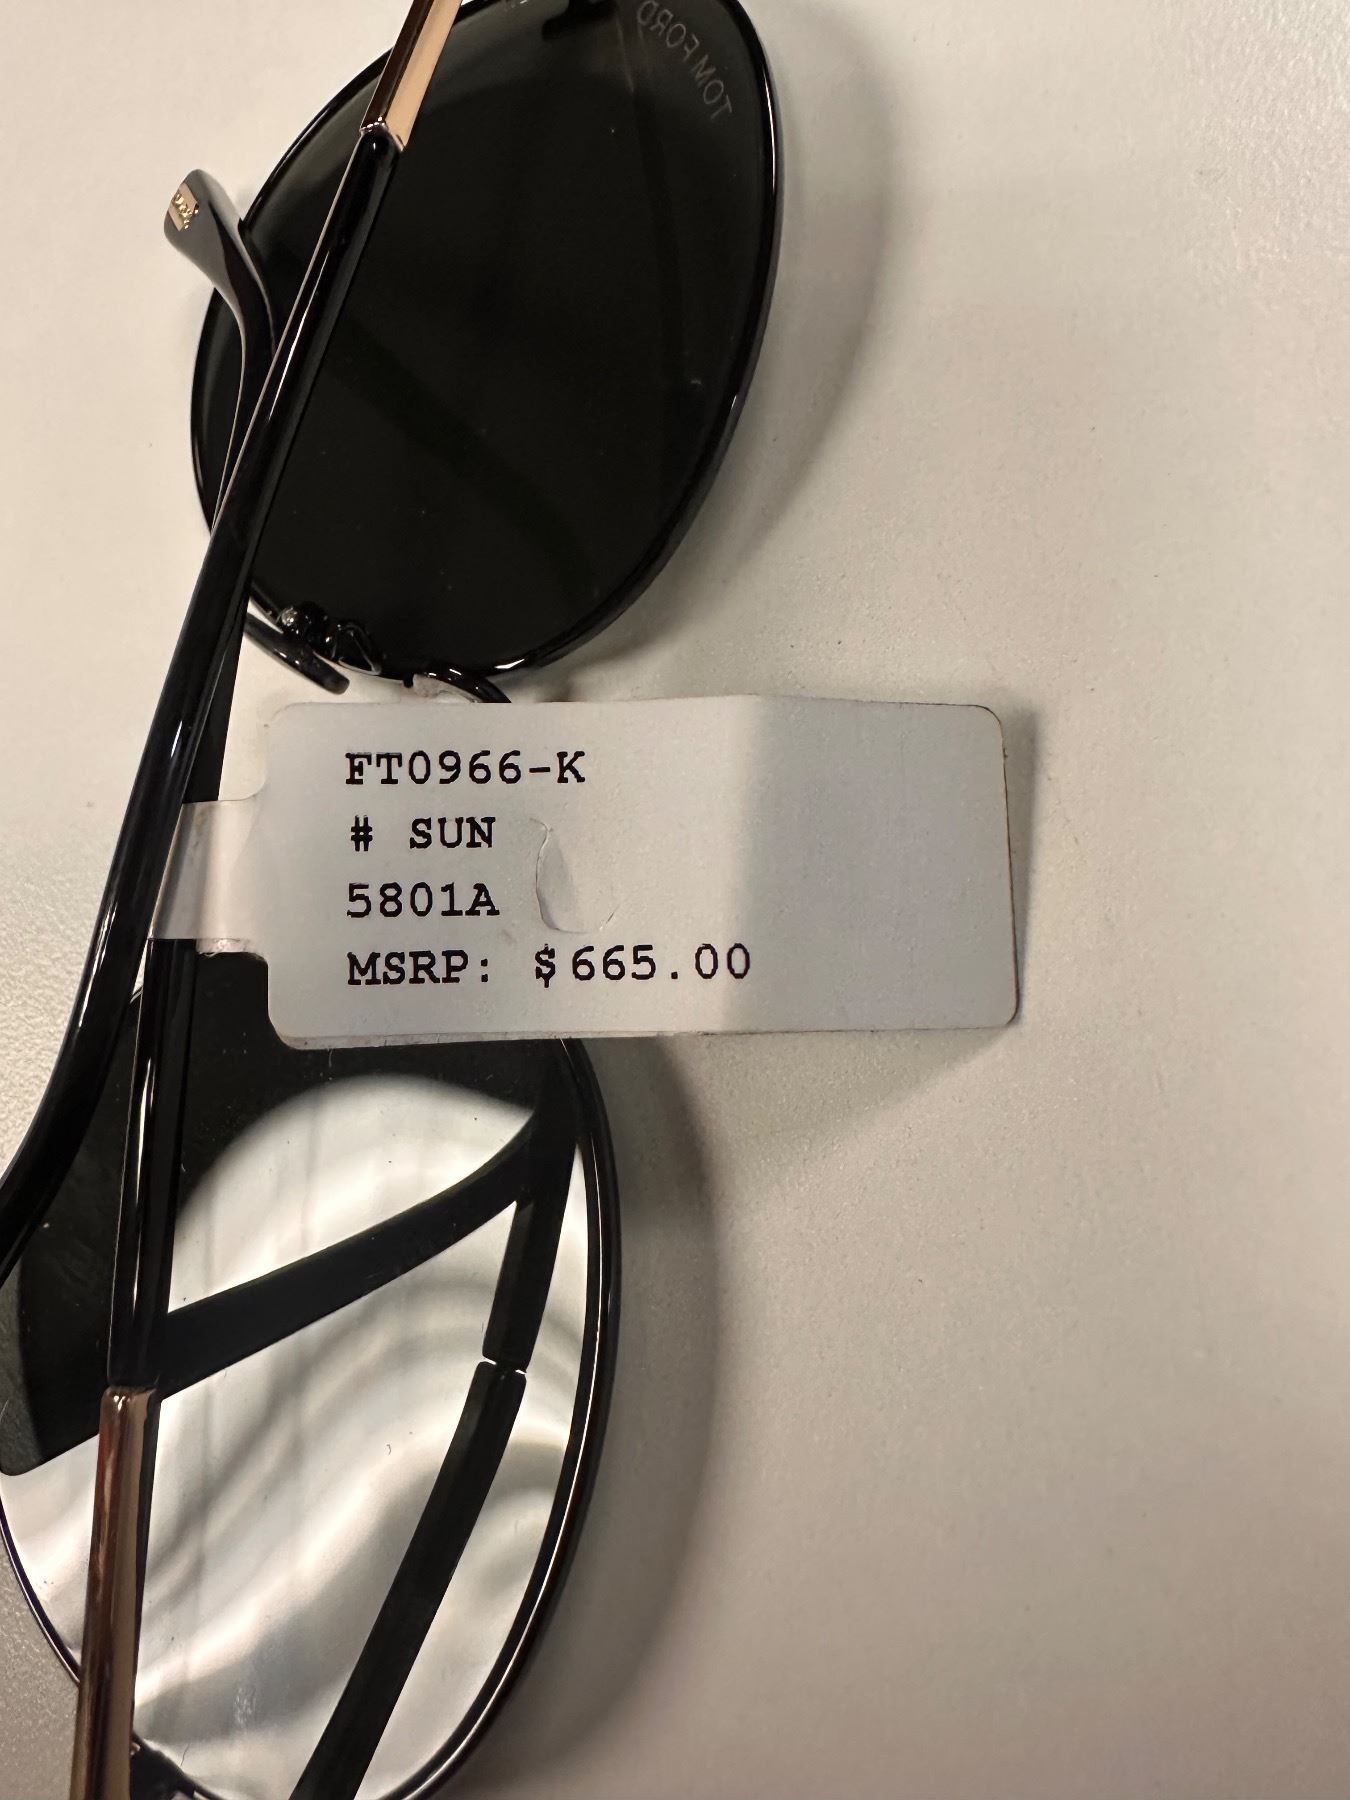 TOM FORD
FT0966-K
# SUN
5801A
MSRP: $665.00